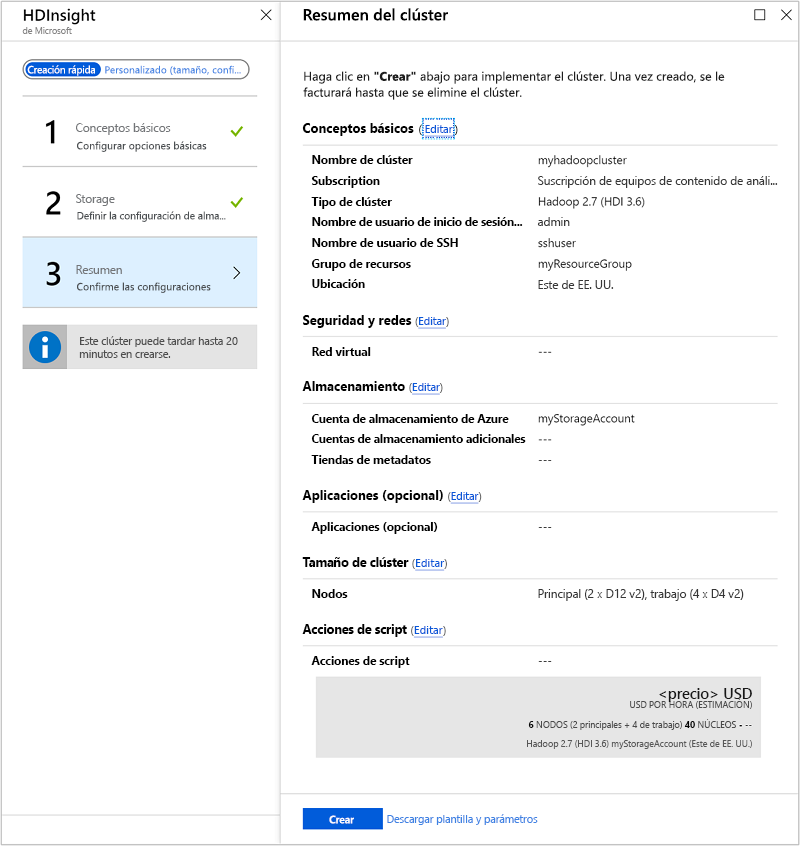 HDInsight
de Microsoft
Creación rápida Personalizado (tamaño, confi...
1 Conceptos básicos
Configurar opciones básicas
2 Storage
Definir la configuración de alma...
3 Resumen
Confirme las configuraciones
Este clúster puede tardar hasta 20
minutos en crearse.
Resumen del clúster
Haga clic en "Crear" abajo para implementar el clúster. Una vez creado, se le
facturará hasta que se elimine el clúster.
Conceptos básicos (Editar)
Nombre de clúster myhadoopcluster
Subscription Suscripción de equipos de contenido de análi...
Tipo de clúster Hadoop 2.7 (HDI 3.6)
Nombre de usuario de inicio de sesión... admin
Nombre de usuario de SSH sshuser
Grupo de recursos myResourceGroup
Ubicación Este de EE. UU.
Seguridad y redes (Editar)
Red virtual ---
Almacenamiento (Editar)
Cuenta de almacenamiento de Azure myStorageAccount
Cuentas de almacenamiento adicionales ---
Tiendas de metadatos ---
Aplicaciones (opcional) (Editar)
Aplicaciones (opcional) ---
Tamaño de clúster (Editar)
Nodos Principal (2 x D12 v2), trabajo (4 x D4 v2)
Acciones de script (Editar)
Acciones de script ---
<precio> USD
USD POR HORA (ESTIMACIÓN)
6 NODOS (2 principales + 4 de trabajo) 40 NÚCLEOS - --
Hadoop 2.7 (HDI 3.6) myStorageAccount (Este de EE. UU.)
Crear Descargar plantilla y parámetros